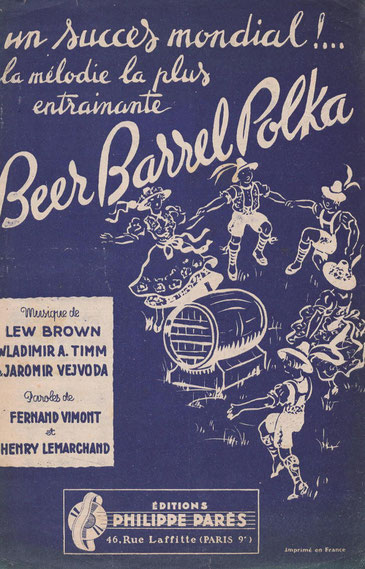 un succès mondial !...
la mélodie la plus
entrainante
Beer Barrel Polka
Musique de
LEW BROWN
WLADIMIR A. TIMM
& JAROMIR VEJVODA
Paroles de
FERNAND VIMONT
et
HENRY LEMARCHAND
ÉDITIONS
PHILIPPE PARÈS
46, Rue Laffitte (PARIS 9e)
Imprimé en France